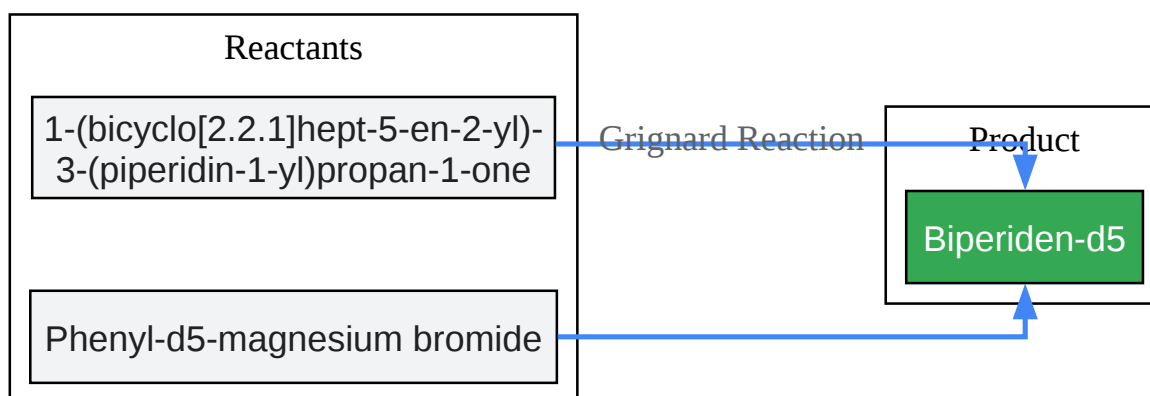 Reactants
1-(bicyclo[2.2.1]hept-5-en-2-yl)-
3-(piperidin-1-yl)propan-1-one
Grignard Reaction
Product
Biperiden-d5
Phenyl-d5-magnesium bromide